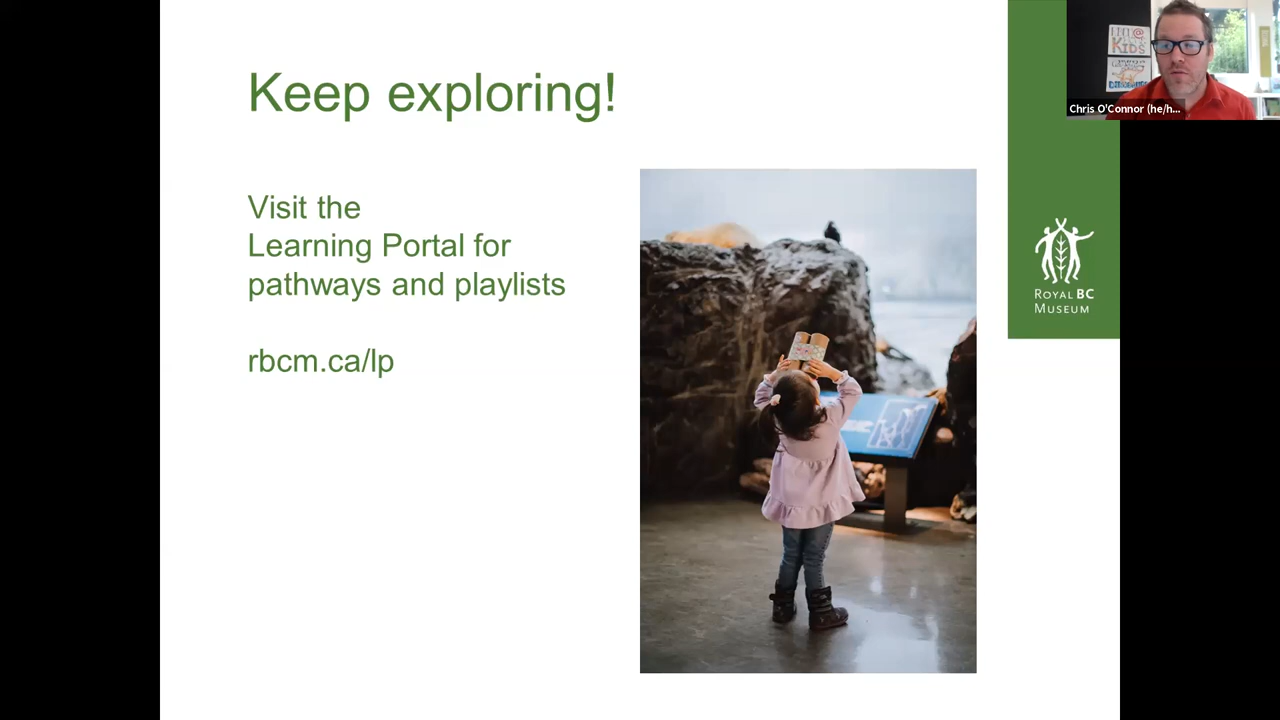 Keep exploring!
Visit the
Learning Portal for
pathways and playlists
rbcm.ca/lp
ROYAL BC
MUSEUM
KIDS
Chris O'Connor (he/h...